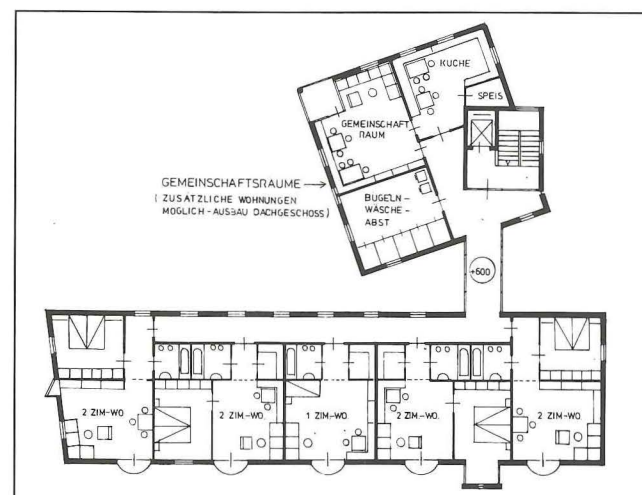 KÜCHE
SPEIS
GEMEINSCHAFT
RAUM
GEMEINSCHAFTSRÄUME
( ZUSÄTZLICHE WOHNUNGEN
MÖGLICH - AUSBAU DACHGESCHOSS )
BÜGELN -
WÄSCHE -
ABST
+600
2 ZIM.-WO.
2 ZIM.-WO.
1 ZIM.-WO.
2 ZIM.-WO.
2 ZIM.-WO.